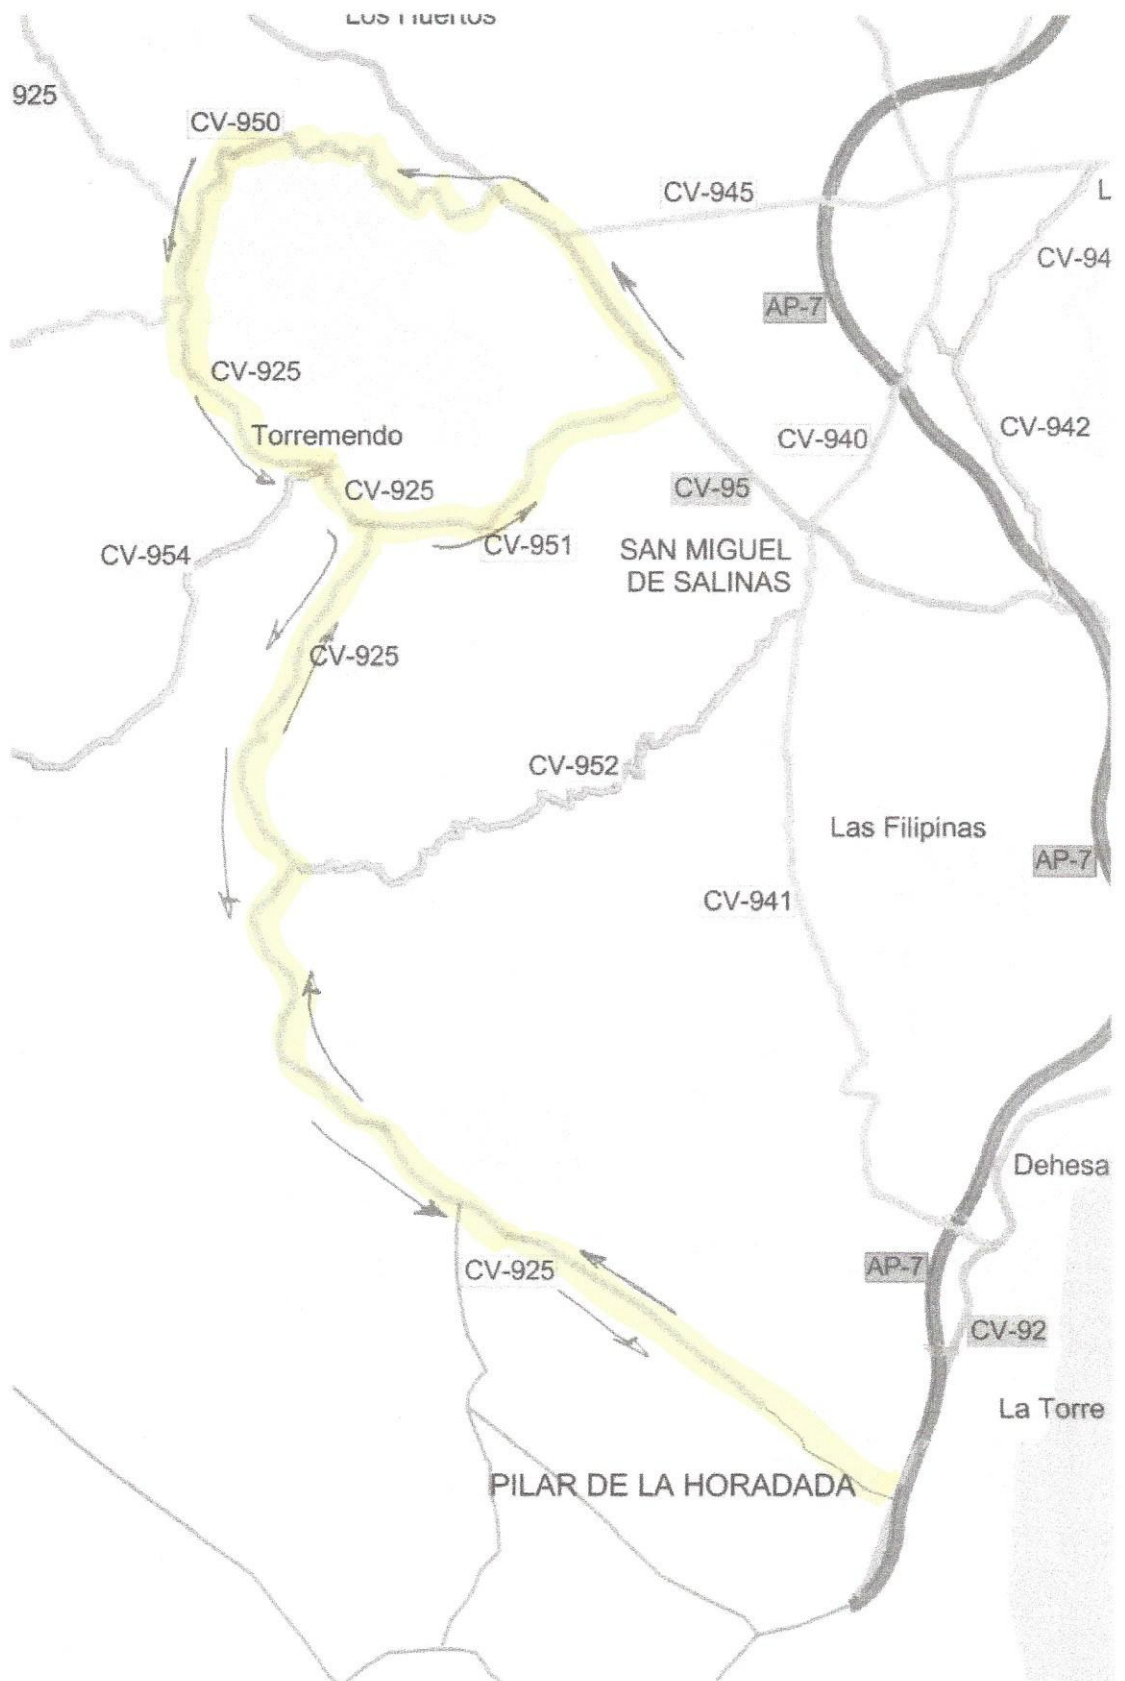 Los Huertos
925
CV-950
CV-945
L
CV-94
AP-7
CV-925
Torremendo
CV-940
CV-942
CV-925
CV-95
CV-954
CV-951
SAN MIGUEL
DE SALINAS
CV-925
CV-952
Las Filipinas
AP-7
CV-941
Dehesa
CV-925
AP-7
CV-92
La Torre
PILAR DE LA HORADADA